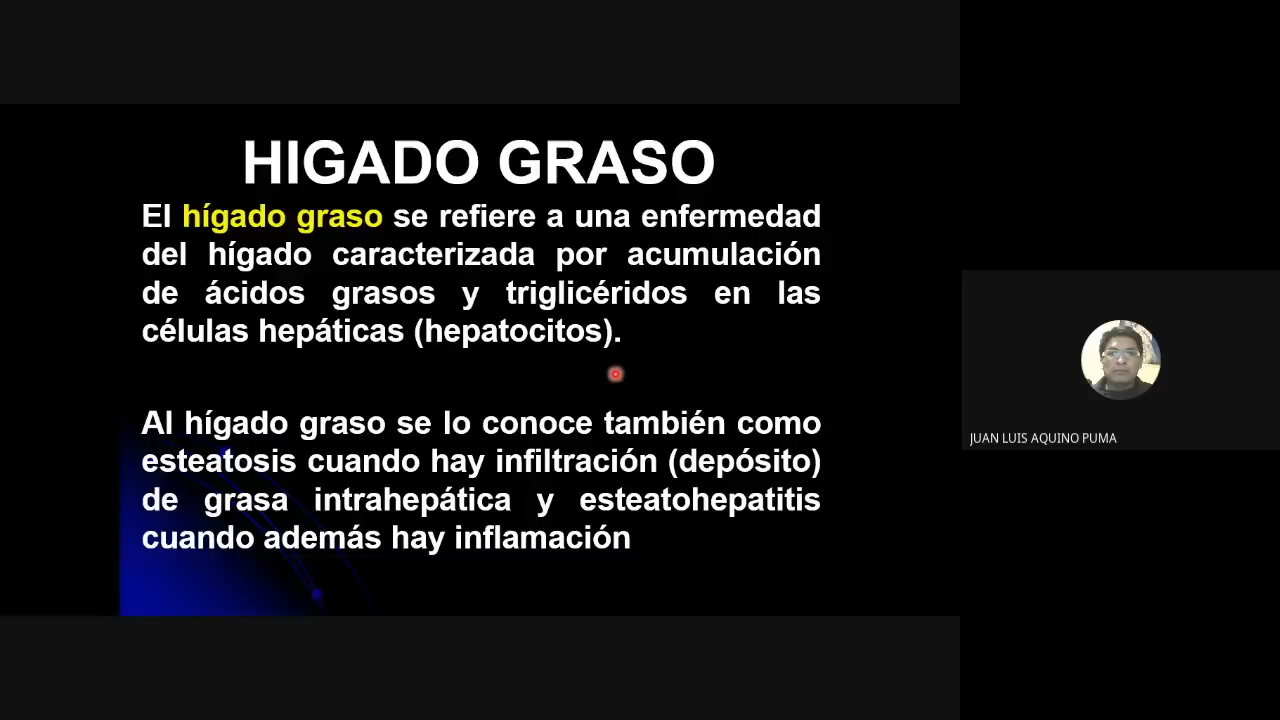 HIGADO GRASO
El hígado graso se refiere a una enfermedad
del hígado caracterizada por acumulación
de ácidos grasos y triglicéridos en las
células hepáticas (hepatocitos).
Al hígado graso se lo conoce también como
esteatosis cuando hay infiltración (depósito)
de grasa intrahepática y esteatohepatitis
cuando además hay inflamación
JUAN LUIS AQUINO PUMA